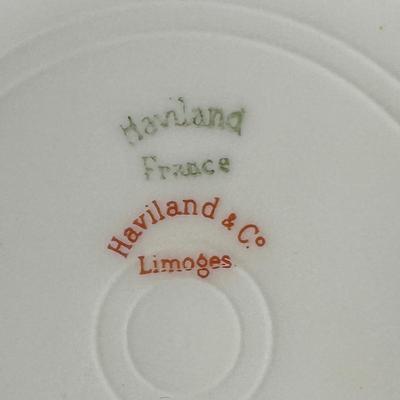 Haviland
France
Haviland & Co
Limoges